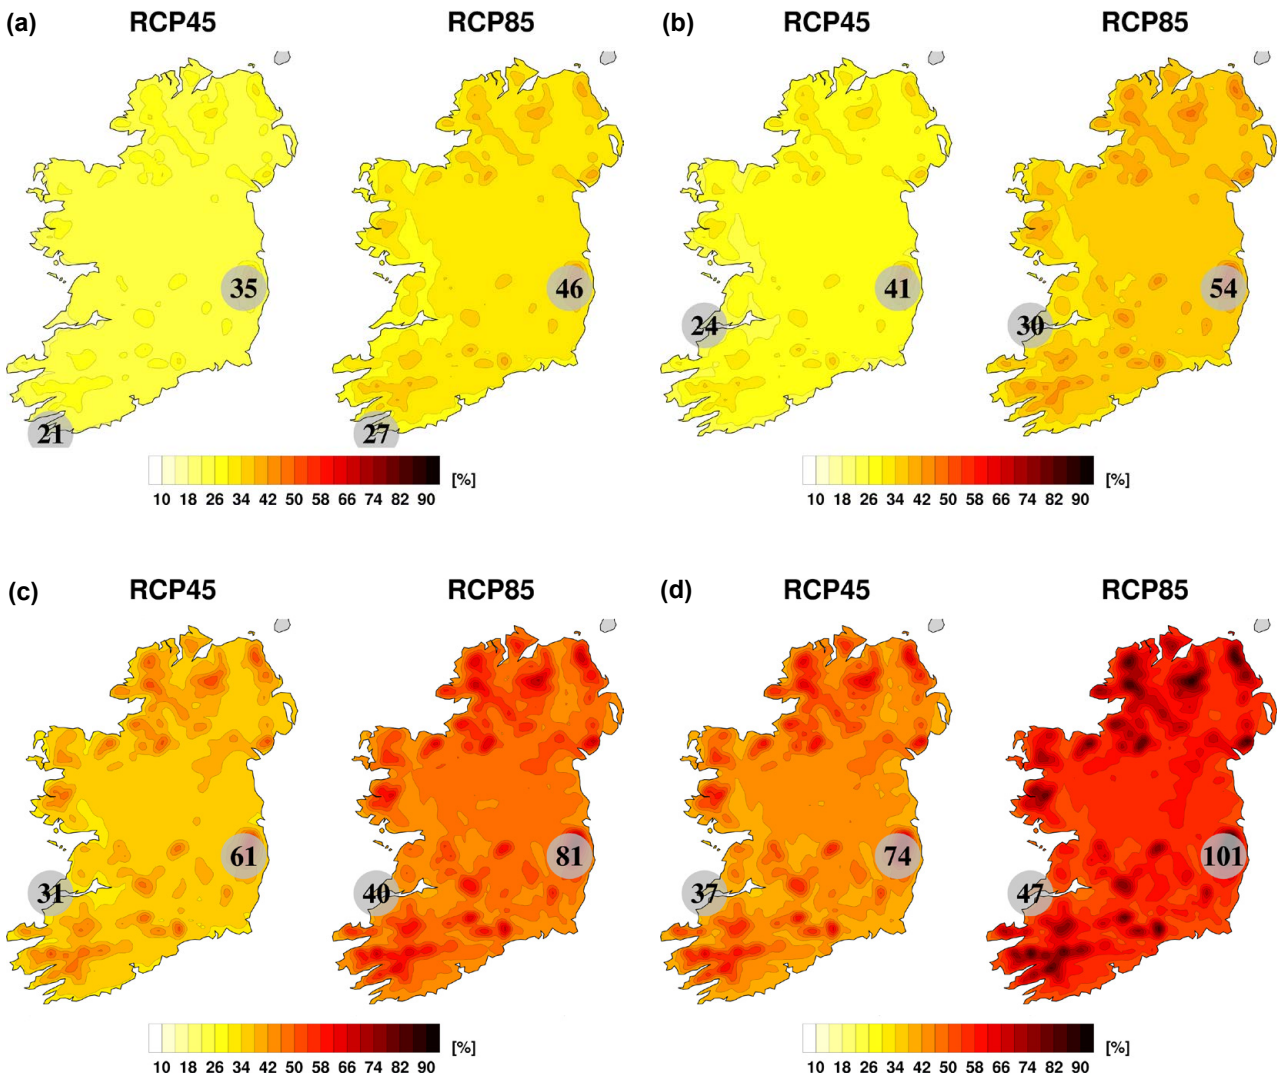 (a) RCP45 RCP85 (b) RCP45 RCP85
35 46 41 54
24 30
21 27
10 18 26 34 42 50 58 66 74 82 90 [%] 10 18 26 34 42 50 58 66 74 82 90 [%]
(c) RCP45 RCP85 (d) RCP45 RCP85
61 81 74 101
31 40 37 47
10 18 26 34 42 50 58 66 74 82 90 [%] 10 18 26 34 42 50 58 66 74 82 90 [%]